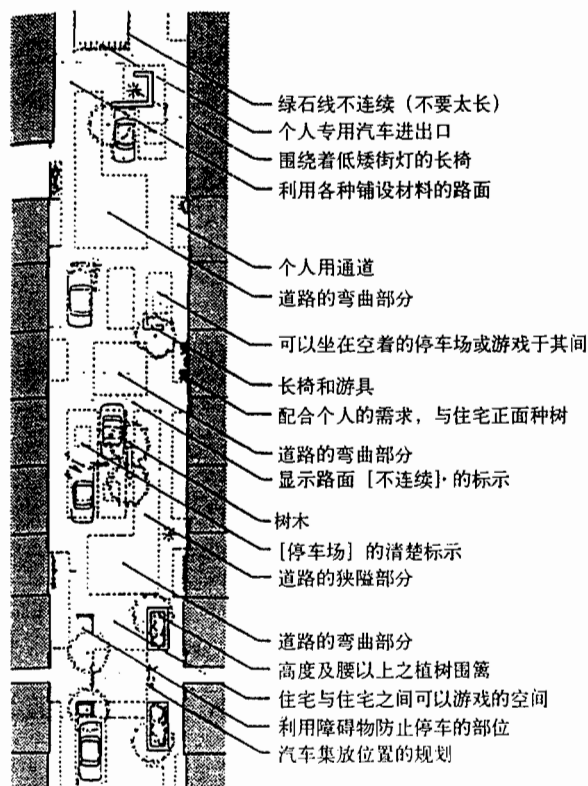 绿石线不连续（不要太长）
个人专用汽车进出口
围绕着低矮街灯的长椅
利用各种铺设材料的路面
个人用通道
道路的弯曲部分
可以坐在空着的停车场或游戏于其间
长椅和游具
配合个人的需求，与住宅正面种树
道路的弯曲部分
显示路面［不连续］·的标示
树木
［停车场］的清楚标示
道路的狭隘部分
道路的弯曲部分
高度及腰以上之植树围篱
住宅与住宅之间可以游戏的空间
利用障碍物防止停车的部位
汽车集放位置的规划